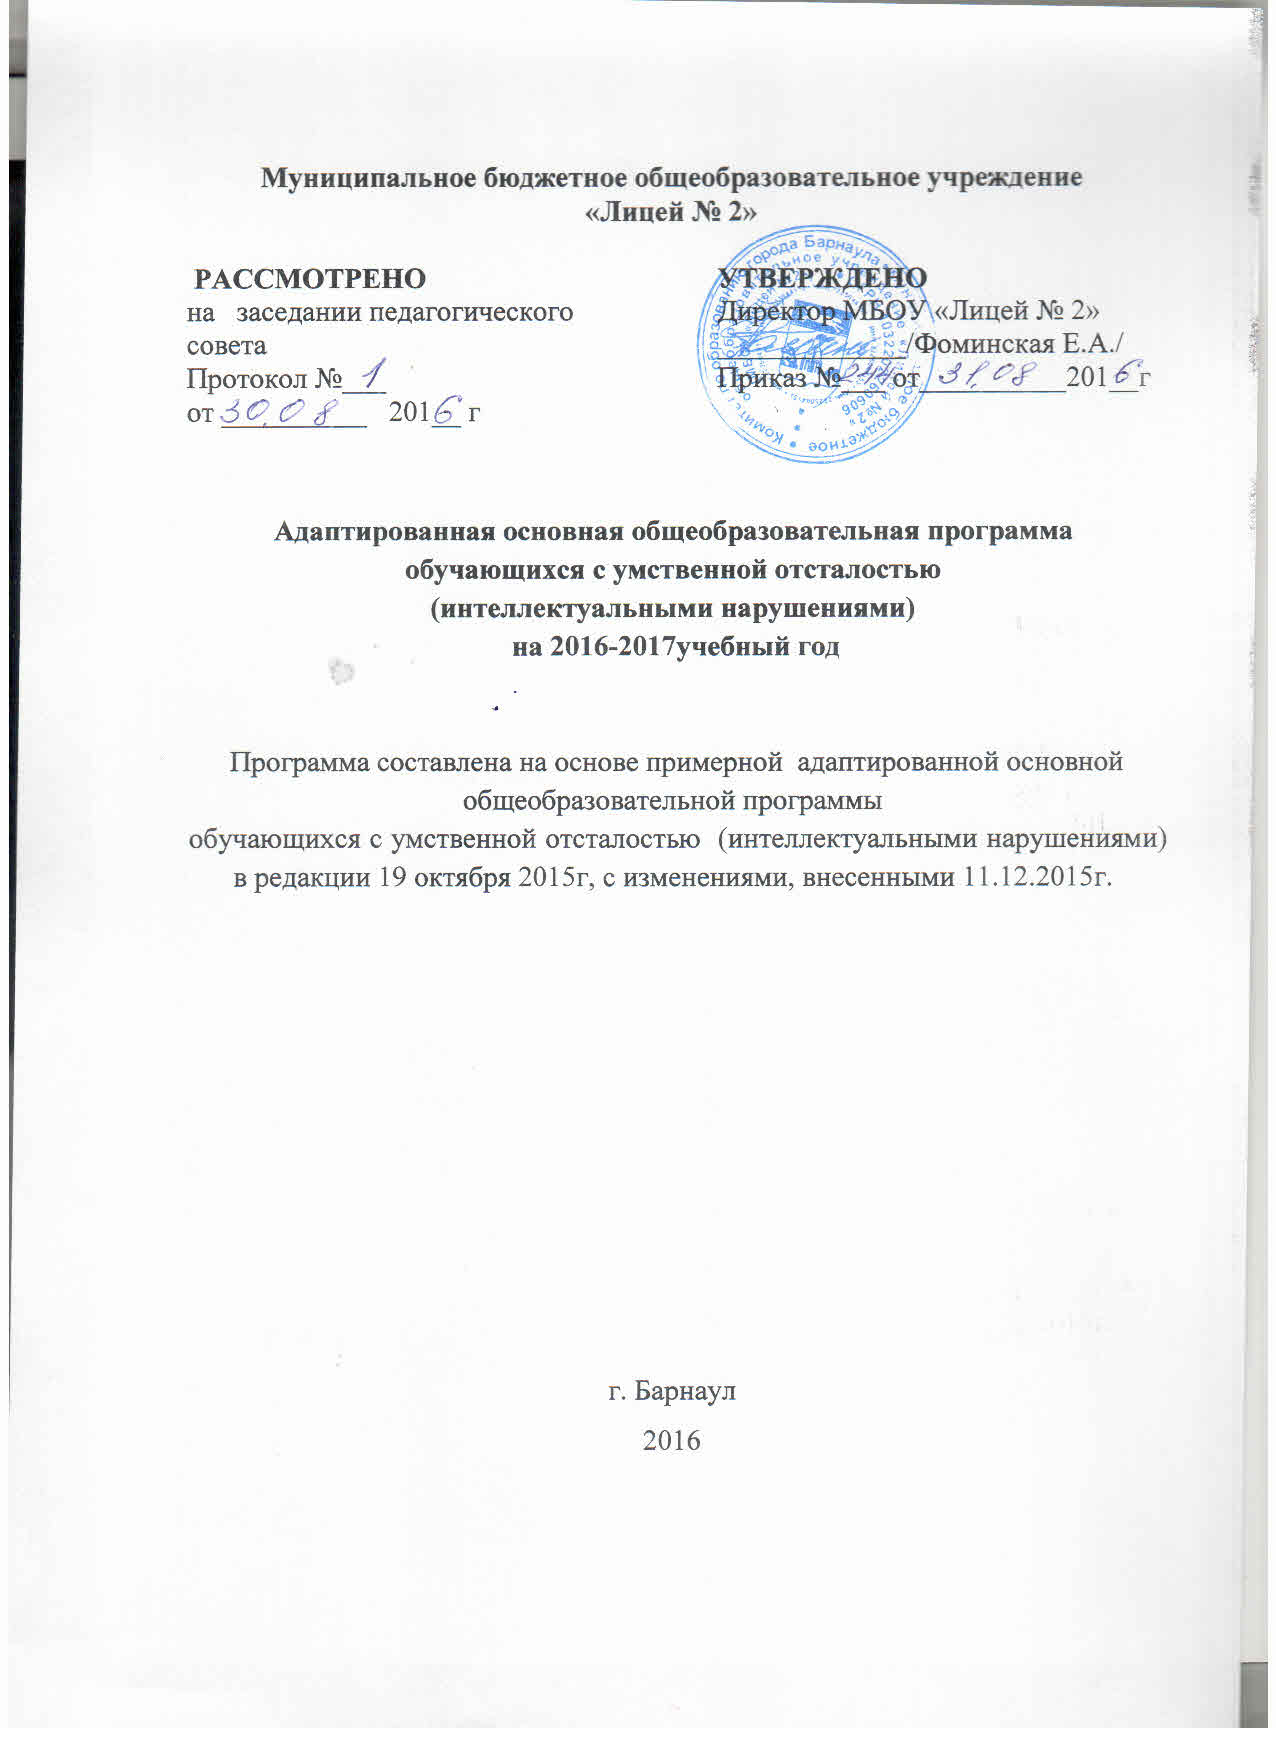 Муниципальное бюджетное общеобразовательное учреждение
«Лицей № 2»
РАССМОТРЕНО
на заседании педагогического
совета
Протокол № 1
от 30.08 2016 г
УТВЕРЖДЕНО
Директор МБОУ «Лицей № 2»
/Фоминская Е.А./
Приказ № от 31.08 2016 г
Адаптированная основная общеобразовательная программа
обучающихся с умственной отсталостью
(интеллектуальными нарушениями)
на 2016-2017учебный год
Программа составлена на основе примерной адаптированной основной
общеобразовательной программы
обучающихся с умственной отсталостью (интеллектуальными нарушениями)
в редакции 19 октября 2015г, с изменениями, внесенными 11.12.2015г.
г. Барнаул
2016